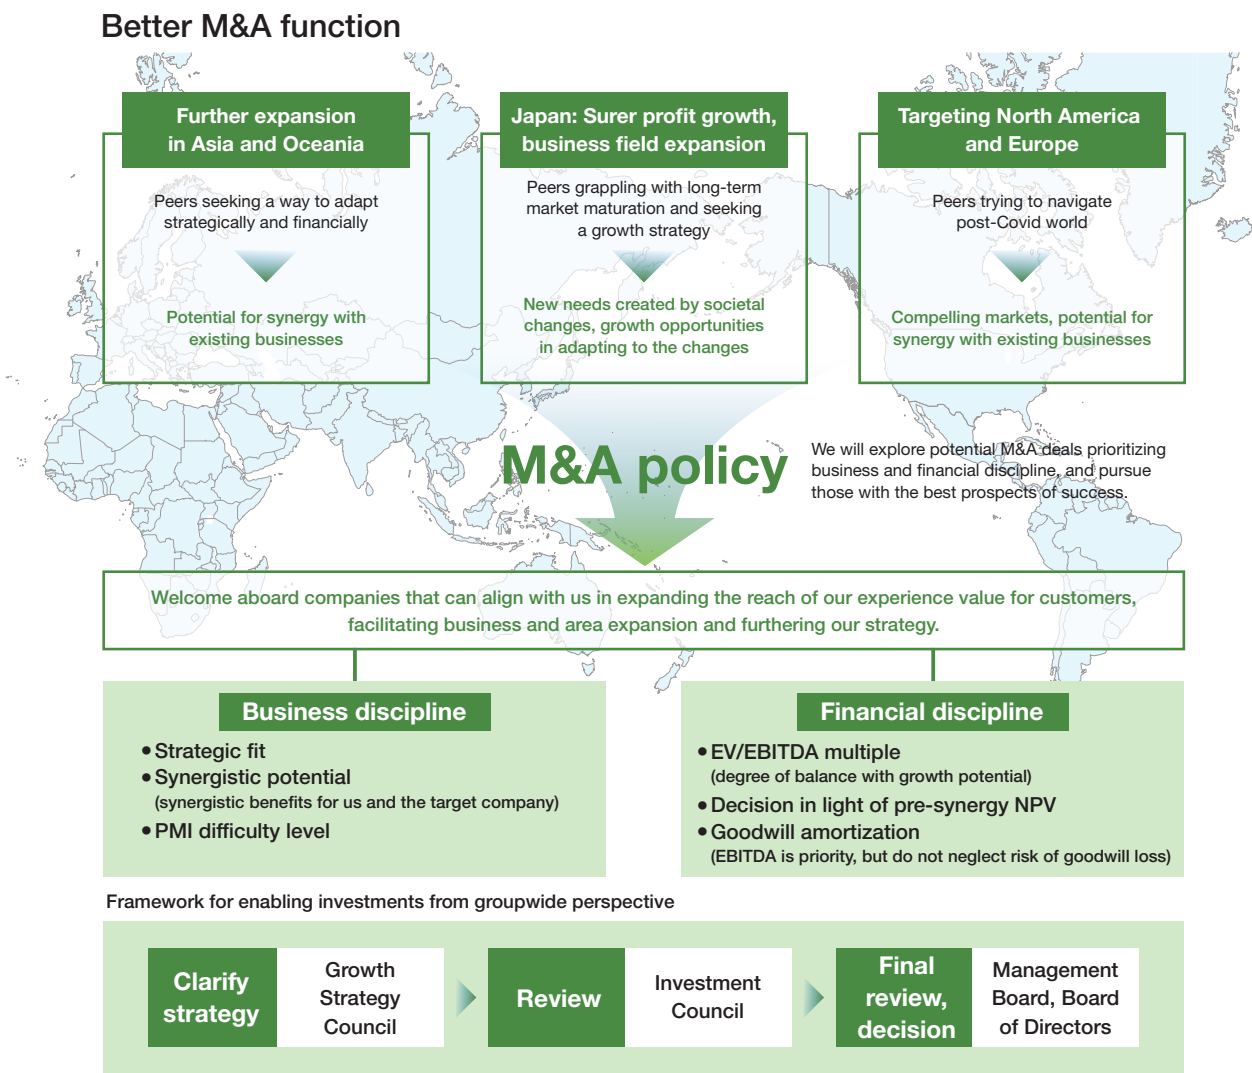 Better M&A function
Further expansion
in Asia and Oceania
Peers seeking a way to adapt
strategically and financially
Potential for synergy with
existing businesses
Japan: Surer profit growth,
business field expansion
Peers grappling with long-term
market maturation and seeking
a growth strategy
New needs created by societal
changes, growth opportunities
in adapting to the changes
Targeting North America
and Europe
Peers trying to navigate
post-Covid world
Compelling markets, potential for
synergy with existing businesses
M&A policy
We will explore potential M&A deals prioritizing
business and financial discipline, and pursue
those with the best prospects of success.
Welcome aboard companies that can align with us in expanding the reach of our experience value for customers,
facilitating business and area expansion and furthering our strategy.
Business discipline
• Strategic fit
• Synergistic potential
(synergistic benefits for us and the target company)
• PMI difficulty level
Financial discipline
• EV/EBITDA multiple
(degree of balance with growth potential)
• Decision in light of pre-synergy NPV
• Goodwill amortization
(EBITDA is priority, but do not neglect risk of goodwill loss)
Framework for enabling investments from groupwide perspective
Clarify
strategy
Growth
Strategy
Council
Review
Investment
Council
Final
review,
decision
Management
Board, Board
of Directors